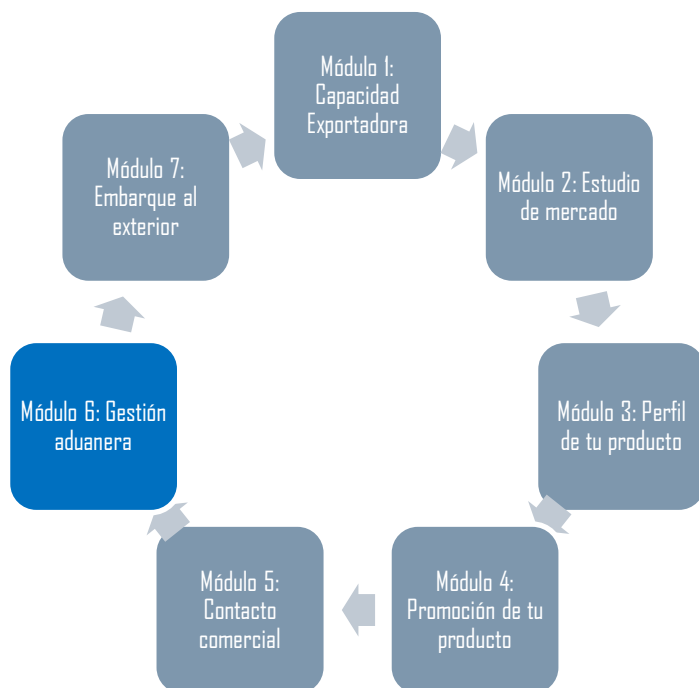 Módulo 1:
Capacidad
Exportadora
Módulo 2: Estudio
de mercado
Módulo 3: Perfil
de tu producto
Módulo 4:
Promoción de tu
producto
Módulo 5:
Contacto
comercial
Módulo 6: Gestión
aduanera
Módulo 7:
Embarque al
exterior